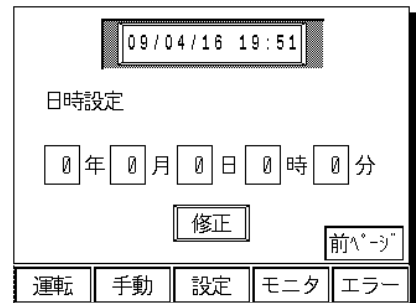 09/04/16 19:51
日時設定
0 年 0 月 0 日 0 時 0 分
修正
前ﾍﾟｰｼﾞ
運転 手動 設定 モニタ エラー